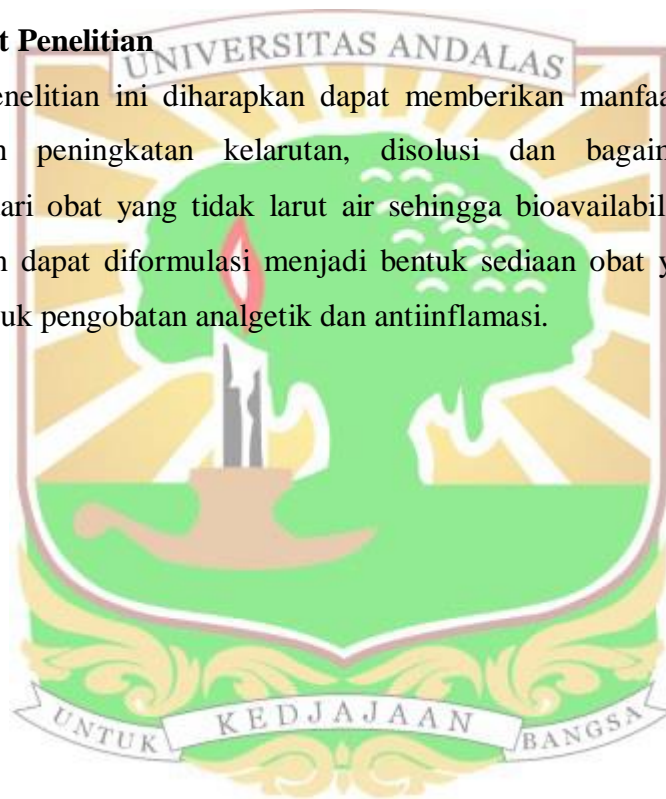 t Penelitian
UNIVERSITAS ANDALAS
enelitian ini diharapkan dapat memberikan manfaa
n peningkatan kelarutan, disolusi dan bagaim
ari obat yang tidak larut air sehingga bioavailabil
n dapat diformulasi menjadi bentuk sediaan obat y
uk pengobatan analgetik dan antiinflamasi.
UNTUK KEDJAJAAN BANGSA